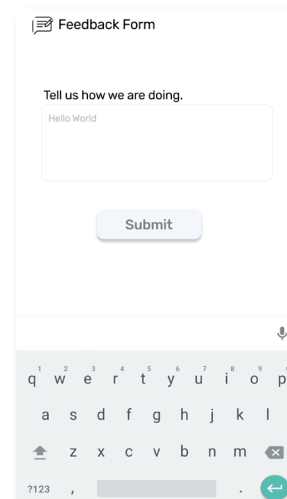 Feedback Form
Tell us how we are doing.
Hello World
Submit
1 2 3 4 5 6 7 8 9
q w e r t y u i o p
a s d f g h j k l
z x c v b n m
?123 , .